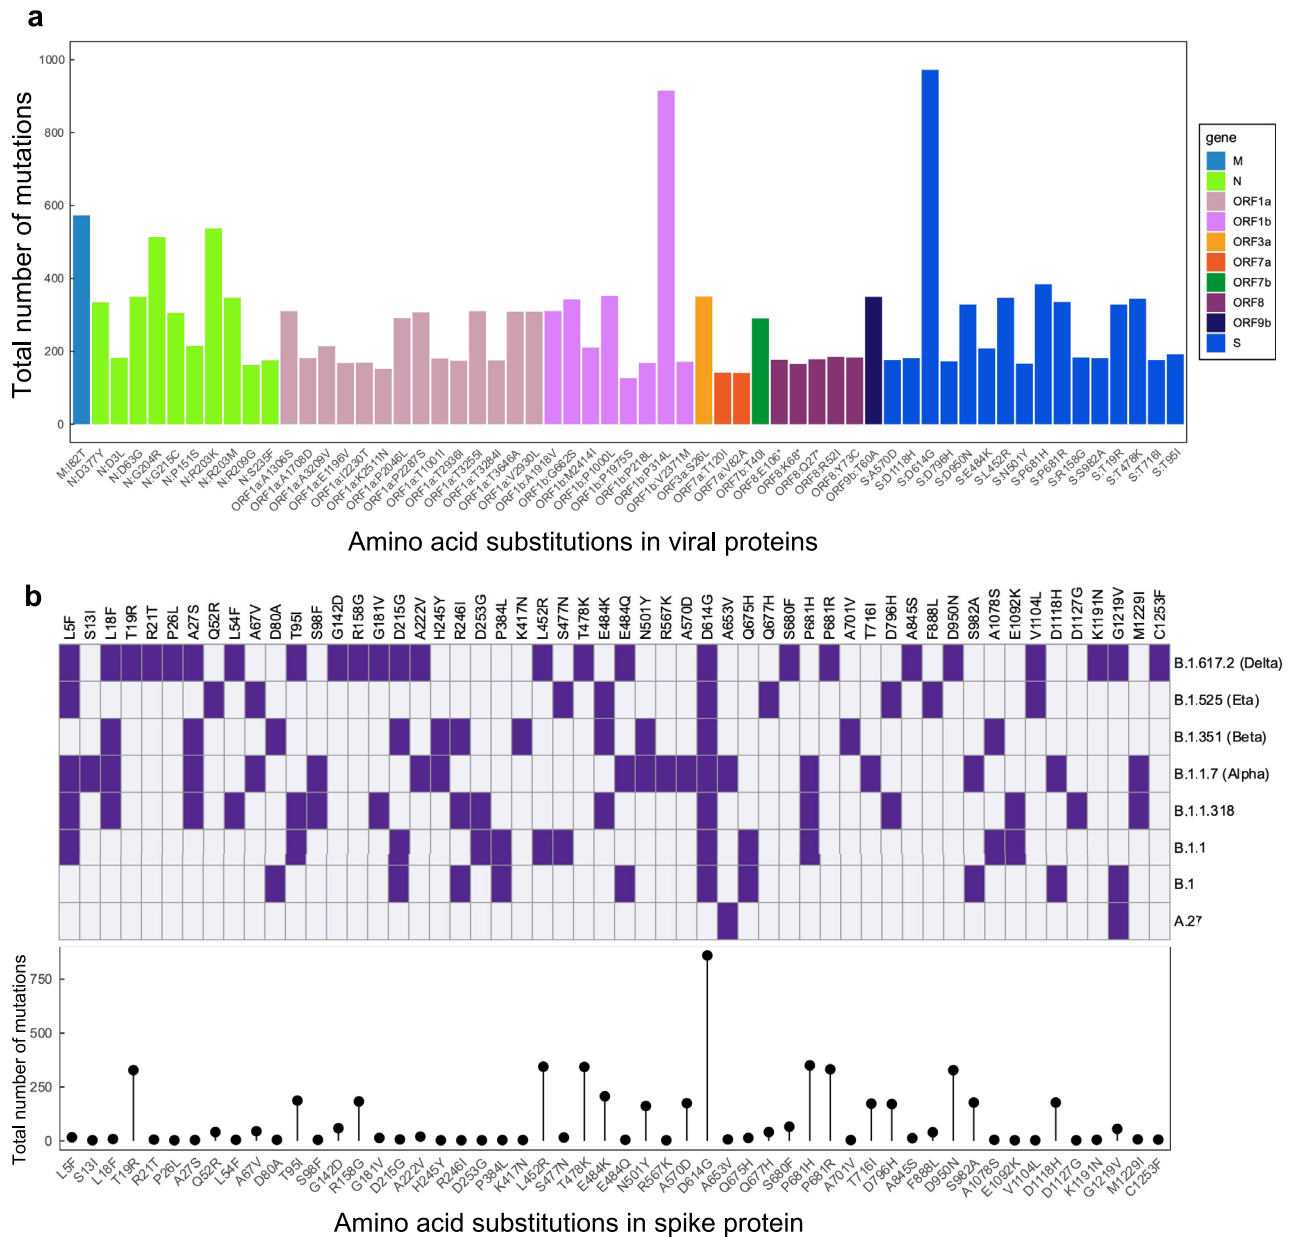 a
Total number of mutations
1000
800
600
400
200
0
M:I82T
N:D377Y
N:D3L
N:D63G
N:G204R
N:G215C
N:P151S
N:R203K
N:R203M
N:R209G
N:S235F
ORF1a:A1306S
ORF1a:A1708D
ORF1a:A3209V
ORF1a:E1196V
ORF1a:I2230T
ORF1a:K2511N
ORF1a:P2046L
ORF1a:P2287S
ORF1a:T1001I
ORF1a:T2936I
ORF1a:T3255I
ORF1a:T3284I
ORF1a:T3646A
ORF1a:V2930L
ORF1b:A1918V
ORF1b:G662S
ORF1b:M2414I
ORF1b:P1000L
ORF1b:P1975S
ORF1b:P218L
ORF1b:P314L
ORF1b:V2371M
ORF3a:S26L
ORF7a:T120I
ORF7a:V82A
ORF7b:T40I
ORF8:E106*
ORF8:K68*
ORF8:Q27*
ORF8:R52I
ORF8:Y73C
ORF9b:T60A
S:A570D
S:D1118H
S:D614G
S:D796H
S:D950N
S:E484K
S:L452R
S:N501Y
S:P681H
S:P681R
S:R158G
S:S982A
S:T19R
S:T478K
S:T716I
S:T95I
Amino acid substitutions in viral proteins
gene
M
N
ORF1a
ORF1b
ORF3a
ORF7a
ORF7b
ORF8
ORF9b
S
b
L5F
S13I
L18F
T19R
R21T
P26L
A27S
Q52R
L54F
A67V
D80A
T95I
S98F
G142D
R158G
G181V
D215G
A222V
H245Y
R246I
D253G
P384L
K417N
L452R
S477N
T478K
E484K
E484Q
N501Y
R567K
A570D
D614G
A653V
Q675H
Q677H
S680F
P681H
P681R
A701V
T716I
D796H
A845S
F888L
D950N
S982A
A1078S
E1092K
V1104L
D1118H
D1127G
K1191N
G1219V
M1229I
C1253F
B.1.617.2 (Delta)
B.1.525 (Eta)
B.1.351 (Beta)
B.1.1.7 (Alpha)
B.1.1.318
B.1.1
B.1
A.27
Total number of mutations
750
500
250
0
L5F
S13I
L18F
T19R
R21T
P26L
A27S
Q52R
L54F
A67V
D80A
T95I
S98F
G142D
R158G
G181V
D215G
A222V
H245Y
R246I
D253G
P384L
K417N
L452R
S477N
T478K
E484K
E484Q
N501Y
R567K
A570D
D614G
A653V
Q675H
Q677H
S680F
P681H
P681R
A701V
T716I
D796H
A845S
F888L
D950N
S982A
A1078S
E1092K
V1104L
D1118H
D1127G
K1191N
G1219V
M1229I
C1253F
Amino acid substitutions in spike protein